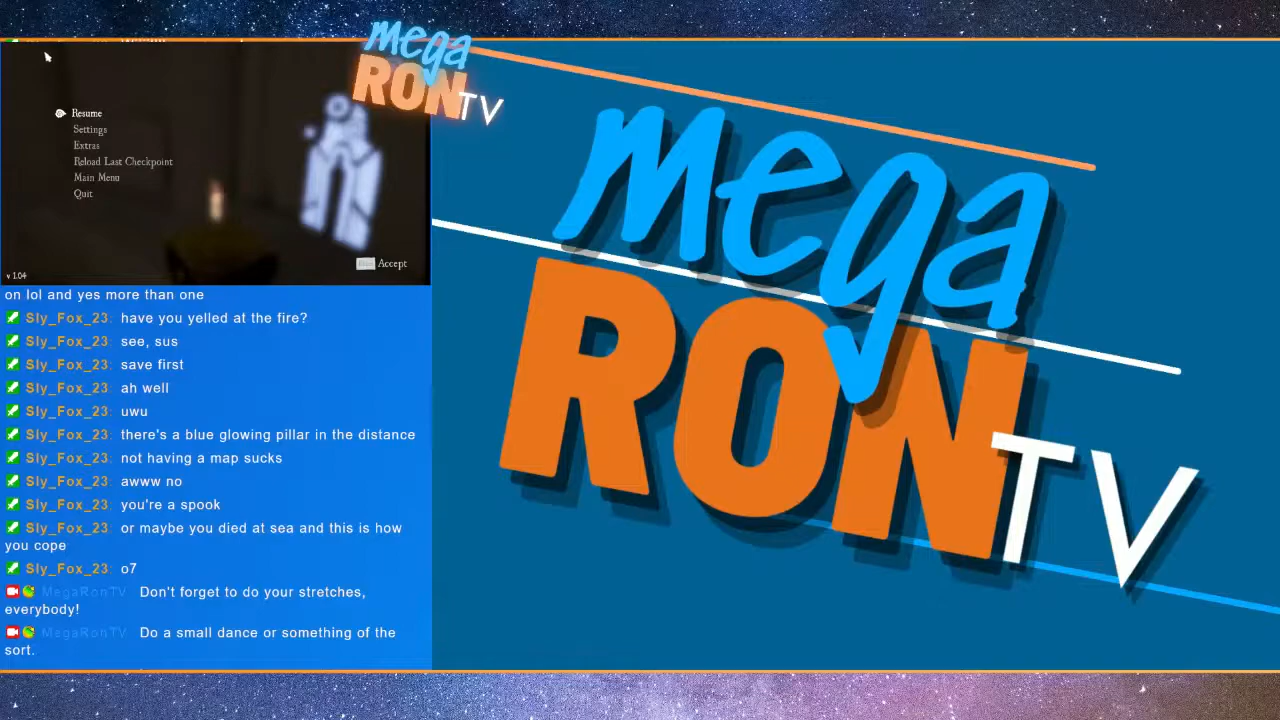 mega
RON TV
Resume
Settings
Extras
Reload Last Checkpoint
Main Menu
Quit
v 1.04
Accept
on lol and yes more than one
Sly_Fox_23: have you yelled at the fire?
Sly_Fox_23: see, sus
Sly_Fox_23: save first
Sly_Fox_23: ah well
Sly_Fox_23: uwu
Sly_Fox_23: there's a blue glowing pillar in the distance
Sly_Fox_23: not having a map sucks
Sly_Fox_23: awww no
Sly_Fox_23: you're a spook
Sly_Fox_23: or maybe you died at sea and this is how
you cope
Sly_Fox_23: o7
MegaRonTV Don't forget to do your stretches,
everybody!
MegaRonTV Do a small dance or something of the
sort.
mega
RON
TV